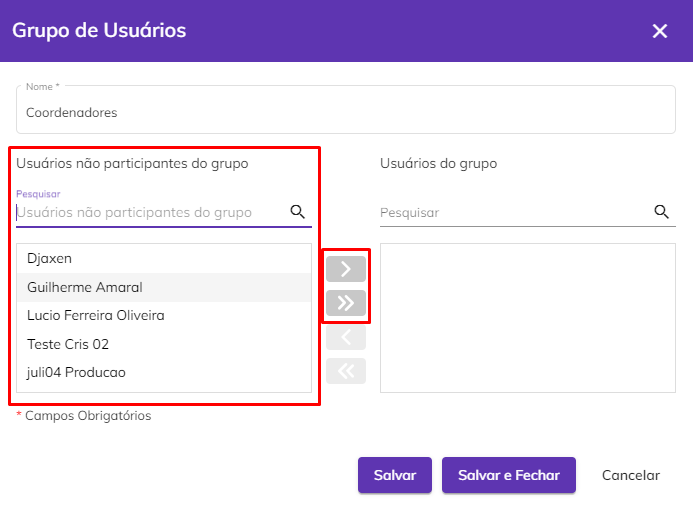 Grupo de Usuários
Nome *
Coordenadores
Usuários não participantes do grupo
Usuários do grupo
Pesquisar
Usuários não participantes do grupo
Pesquisar
Djaxen
Guilherme Amaral
Lucio Ferreira Oliveira
Teste Cris 02
juli04 Producao
* Campos Obrigatórios
Salvar
Salvar e Fechar
Cancelar